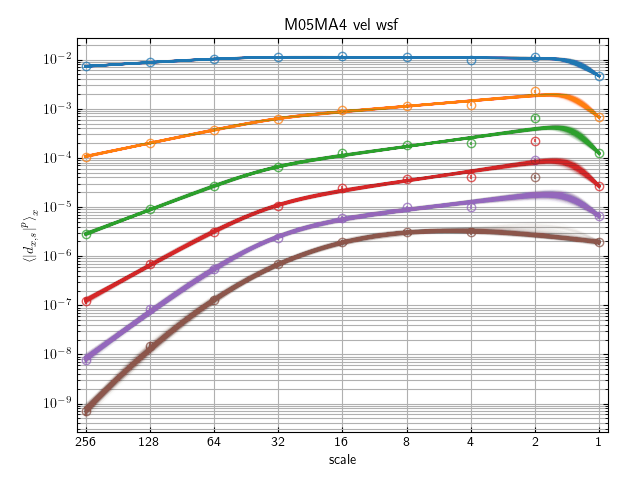 M05MA4 vel wsf
10⁻²
10⁻³
10⁻⁴
10⁻⁵
10⁻⁶
10⁻⁷
10⁻⁸
10⁻⁹
⟨|d_{x,s}|^p⟩_x
256 128 64 32 16 8 4 2 1
scale